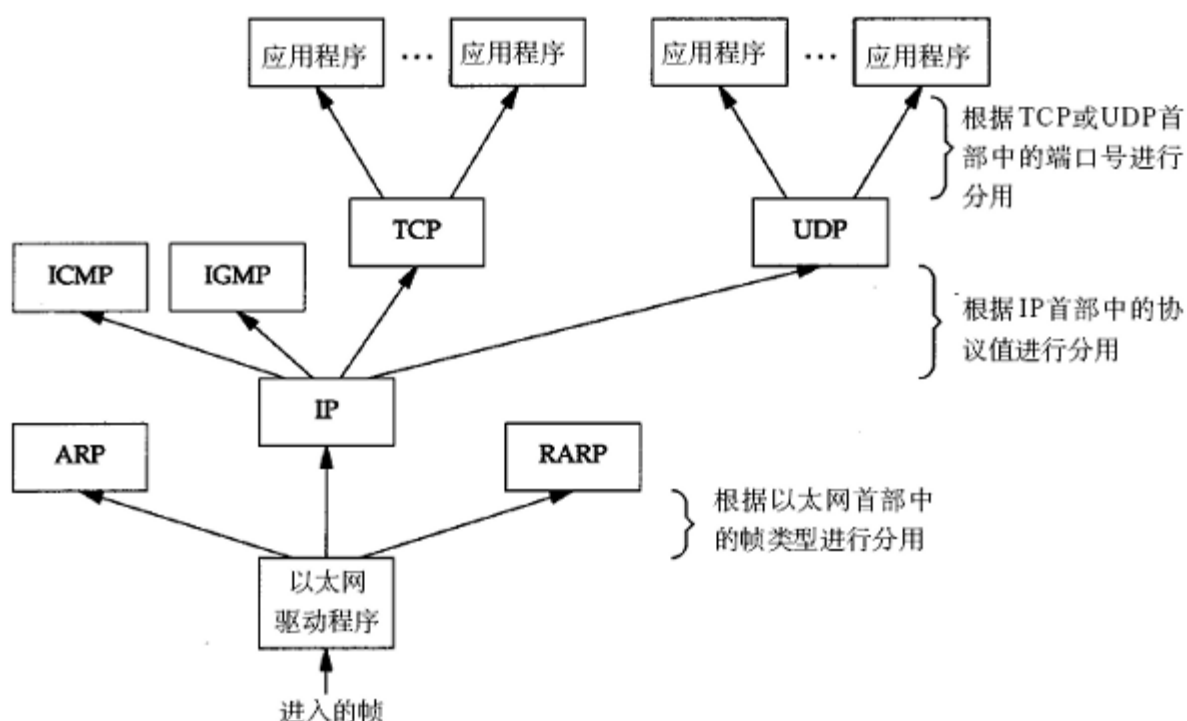 应用程序 … 应用程序 应用程序 … 应用程序
根据TCP或UDP首
部中的端口号进行
分用
TCP
UDP
ICMP
IGMP
根据IP首部中的协
议值进行分用
IP
ARP
RARP
根据以太网首部中
的帧类型进行分用
以太网
驱动程序
进入的帧